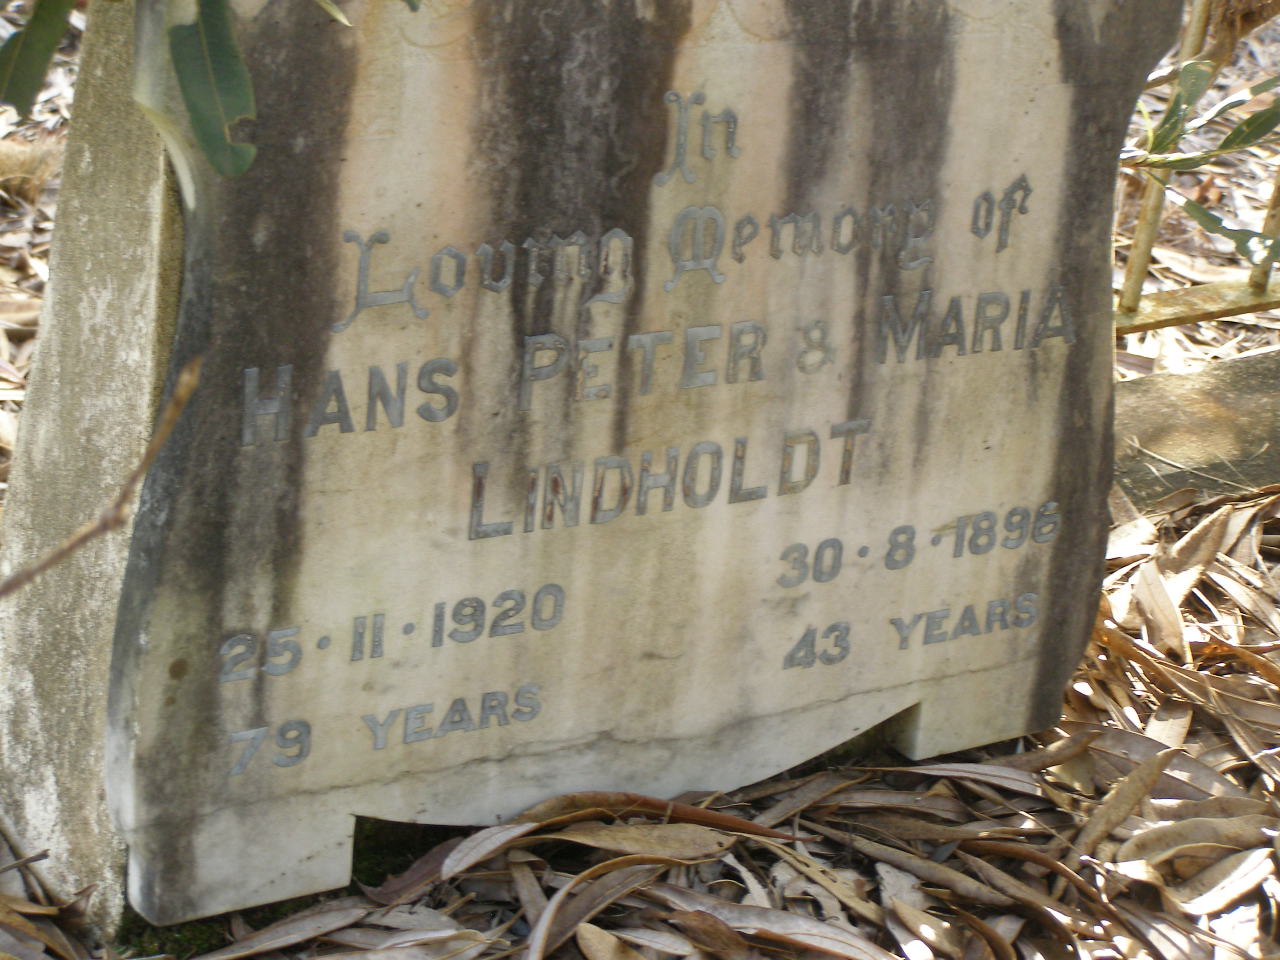 In
Loving Memory of
HANS PETER & MARIA
LINDHOLDT
25·11·1920 30·8·1896
79 YEARS 43 YEARS